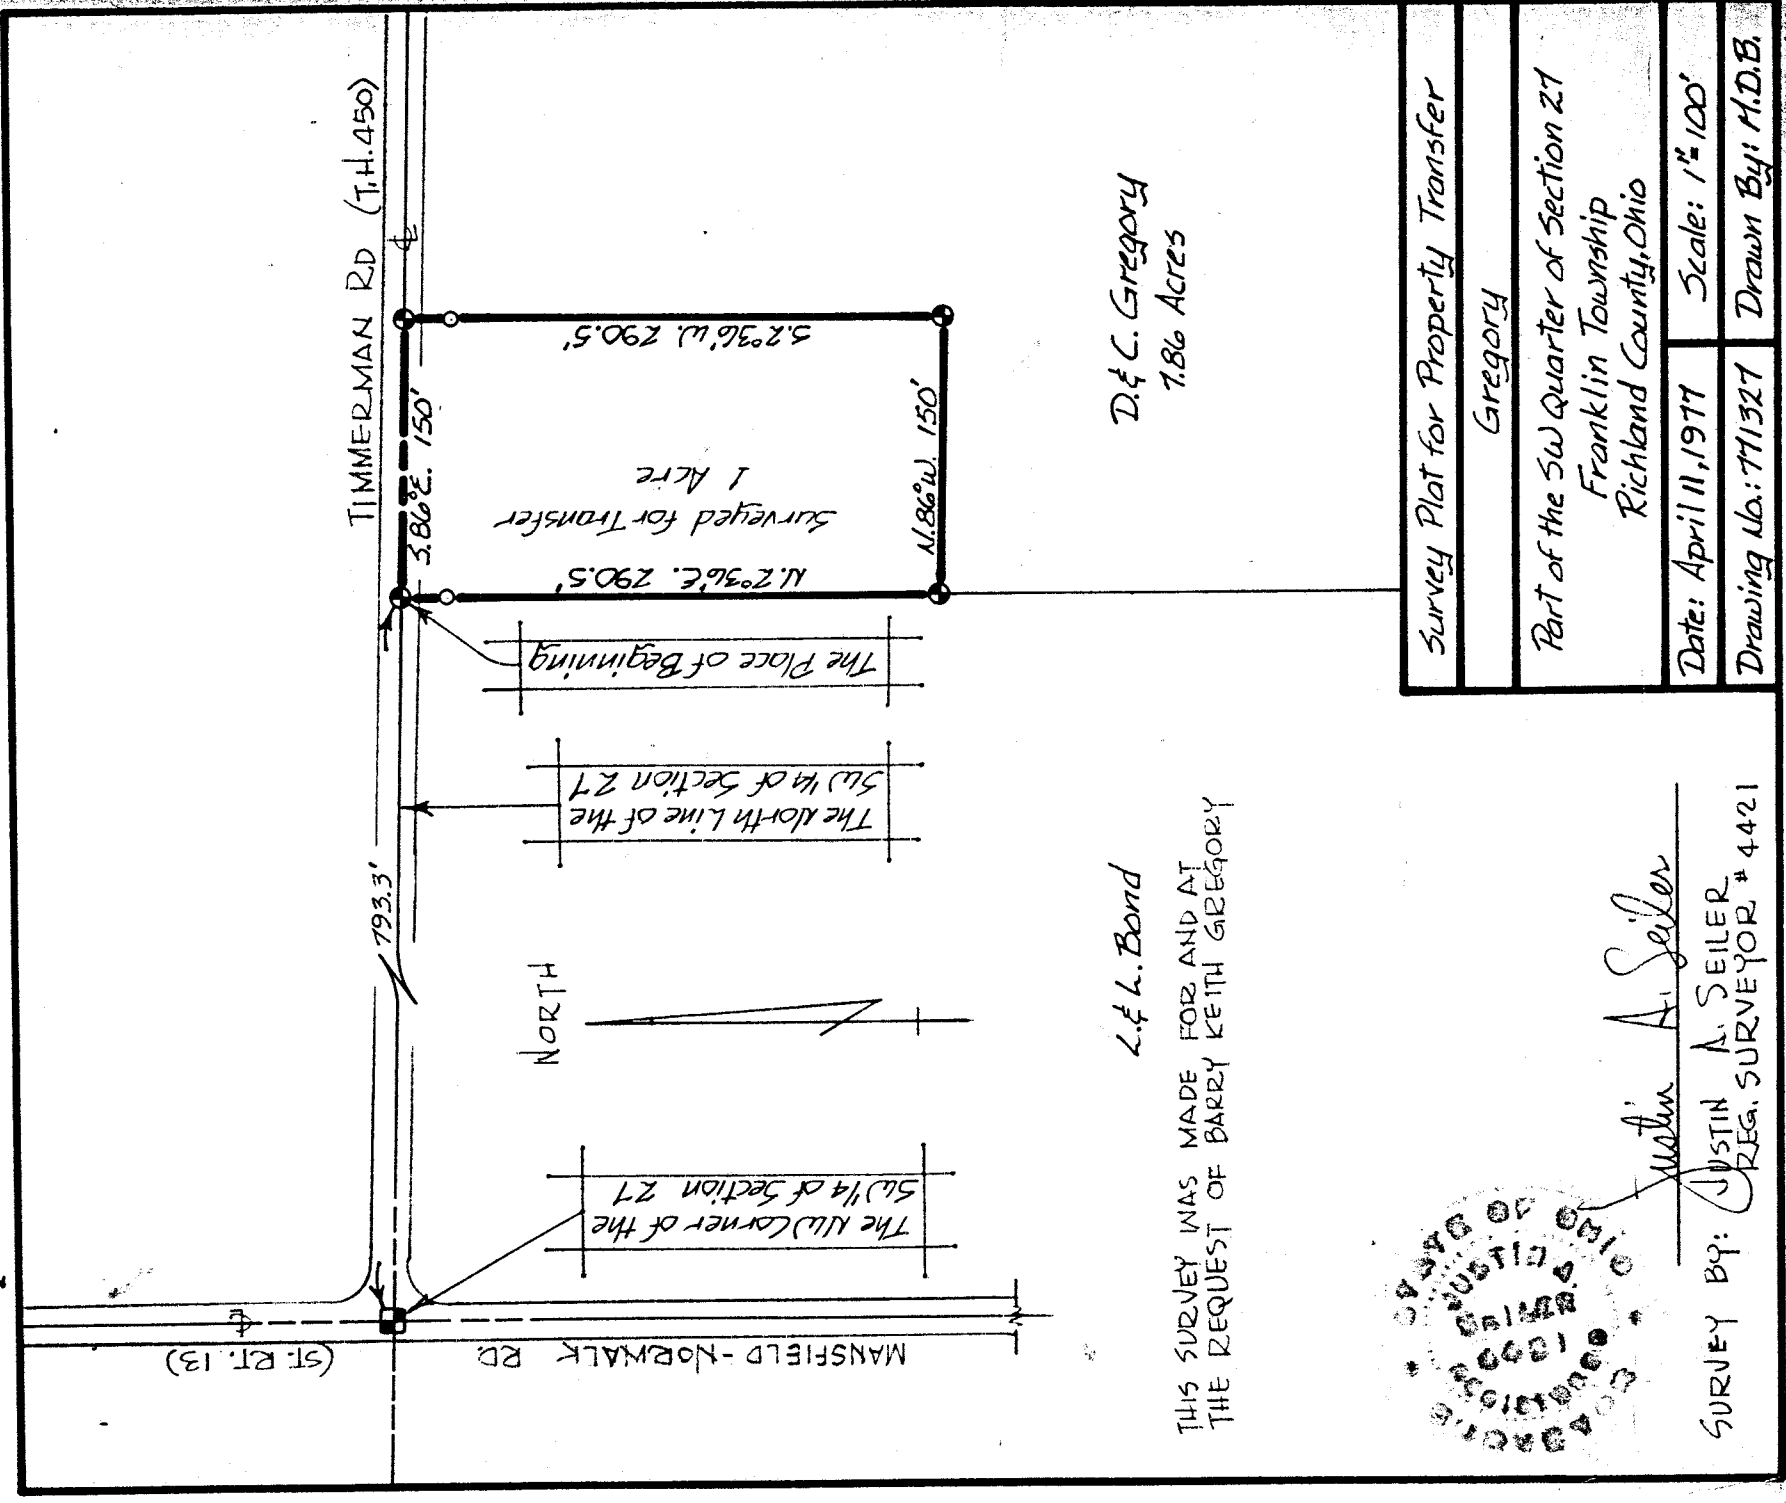 TIMMERMAN RD (T.H. 450)
793.3'
S.86°E. 150'
S.2°36'W. 290.5'
N.86°W. 150'
N.2°36'E. 290.5'
Surveyed for Transfer
1 Acre
The Place of Beginning
The North Line of the
SW 1/4 of Section 27
The NW Corner of the
SW 1/4 of Section 27
NORTH
MANSFIELD-NORWALK RD.
(ST. RT. 13)
D. & C. Gregory
7.86 Acres
L. & L. Bond
THIS SURVEY WAS MADE FOR AND AT
THE REQUEST OF BARRY KEITH GREGORY
Survey Plat for Property Transfer
Gregory
Part of the SW Quarter of Section 27
Franklin Township
Richland County, Ohio
Date: April 11, 1977
Scale: 1"=100'
Drawing No.: 771327
Drawn By: H.D.B.
STATE OF OHIO
JUSTIN A.
SEILER
Justin A. Seiler
SURVEY BY: JUSTIN A. SEILER
REG. SURVEYOR # 4421